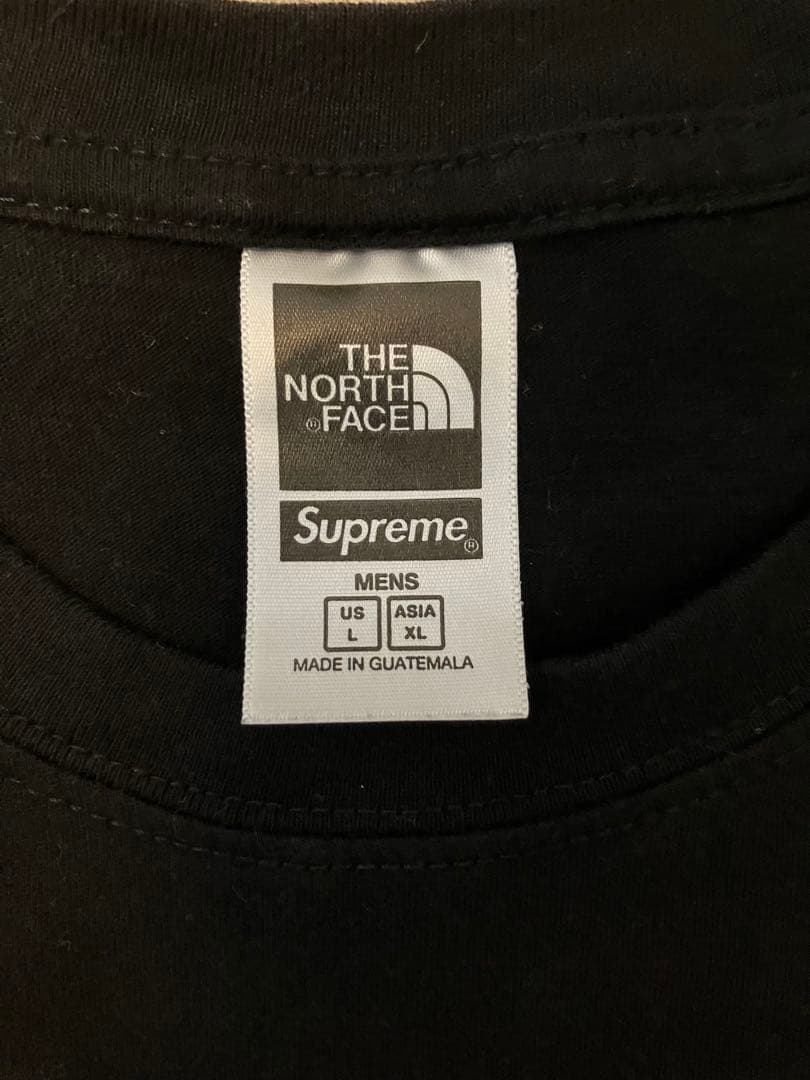 THE
NORTH
® FACE
Supreme ®
MENS
US ASIA
L XL
MADE IN GUATEMALA